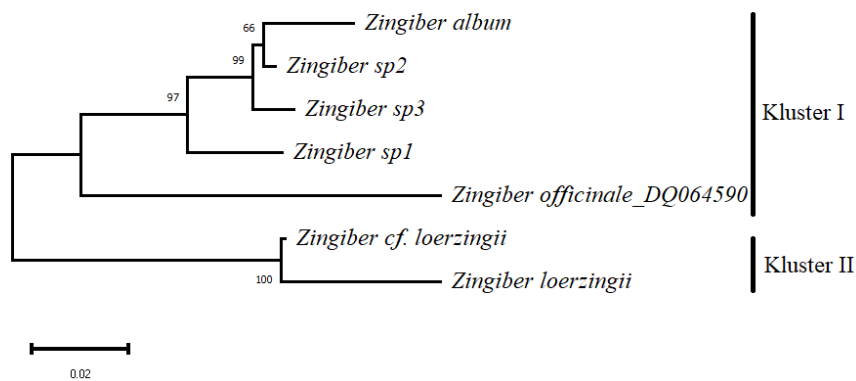 66
Zingiber album
Zingiber sp2
99
Zingiber sp3
97
Kluster I
Zingiber sp1
Zingiber officinale_DQ064590
Zingiber cf. loerzingii
Kluster II
100
Zingiber loerzingii
0.02